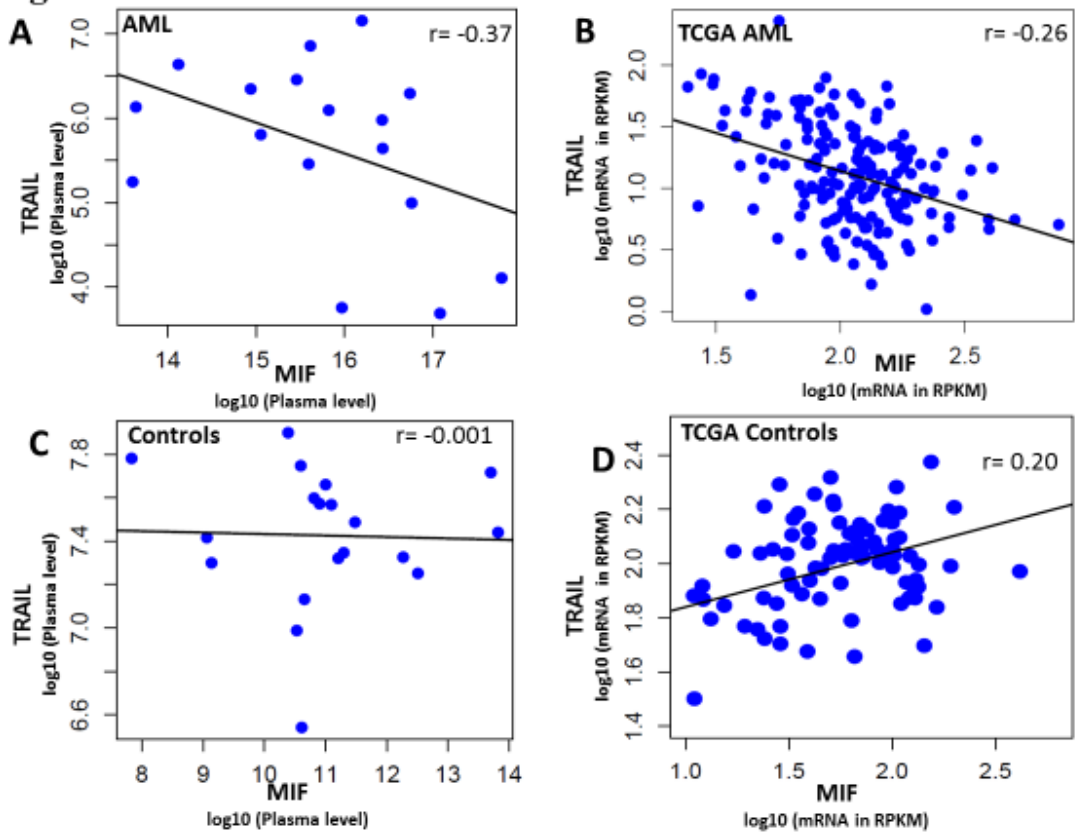 A
AML
r= -0.37
7.0
6.0
5.0
4.0
TRAIL
log10 (Plasma level)
14 15 16 17
MIF
log10 (Plasma level)
B
TCGA AML
r= -0.26
2.0
1.5
1.0
0.5
0.0
TRAIL
log10 (mRNA in RPKM)
1.5 2.0 2.5
MIF
log10 (mRNA in RPKM)
C
Controls
r= -0.001
7.8
7.4
7.0
6.6
TRAIL
log10 (Plasma level)
8 9 10 11 12 13 14
MIF
log10 (Plasma level)
D
TCGA Controls
r= 0.20
2.4
2.2
2.0
1.8
1.6
1.4
TRAIL
log10 (mRNA in RPKM)
1.0 1.5 2.0 2.5
MIF
log10 (mRNA in RPKM)